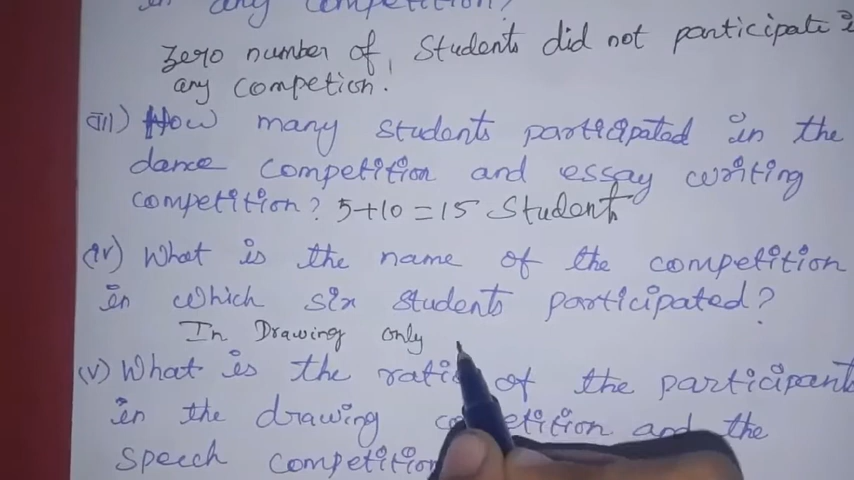 in any competition?
zero number of, Students did not participate
any competion.
(iii) How many students participated in the
dance competition and essay writing
competition? 5+10 = 15 Student
(iv) What is the name of the competition
in which six students participated?
In Drawing only
(v) What is the ratio of the participants
in the drawing competition and the
speech competition